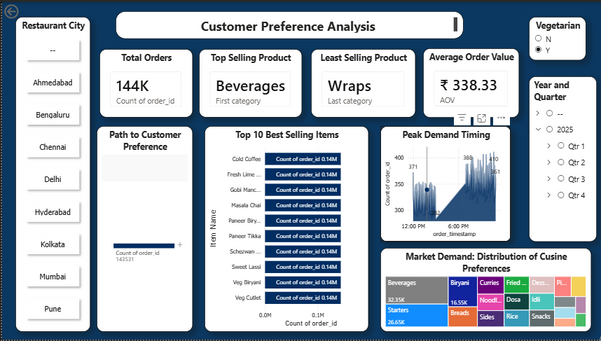 Customer Preference Analysis
Restaurant City
--
Ahmedabad
Bengaluru
Chennai
Delhi
Hyderabad
Kolkata
Mumbai
Pune
Total Orders
144K
Count of order_id
Top Selling Product
Beverages
First category
Least Selling Product
Wraps
Last category
Average Order Value
₹ 338.33
AOV
Vegetarian
N
Y
Year and
Quarter
--
2025
Qtr 1
Qtr 2
Qtr 3
Qtr 4
Path to Customer
Preference
Count of order_id
143531
Top 10 Best Selling Items
Item Name
Cold Coffee Count of order_id 0.14M
Fresh Lime ... Count of order_id 0.14M
Gobi Manc... Count of order_id 0.14M
Masala Chai Count of order_id 0.14M
Paneer Biry... Count of order_id 0.14M
Paneer Tikka Count of order_id 0.14M
Schezwan ... Count of order_id 0.14M
Sweet Lassi Count of order_id 0.14M
Veg Biryani Count of order_id 0.14M
Veg Cutlet Count of order_id 0.14M
0.0M 0.1M
Count of order_id
Peak Demand Timing
Count of order_id
400
350
300
371
388
410
361
12:00 PM 6:00 PM
order_timestamp
Market Demand: Distribution of Cusine
Preferences
Beverages
32.35K
Starters
26.65K
Biryani
16.55K
Breads
Curries
Noodl...
Sides
Fried ...
Dosa
Rice
Dess...
Idli
Snacks
Pi...